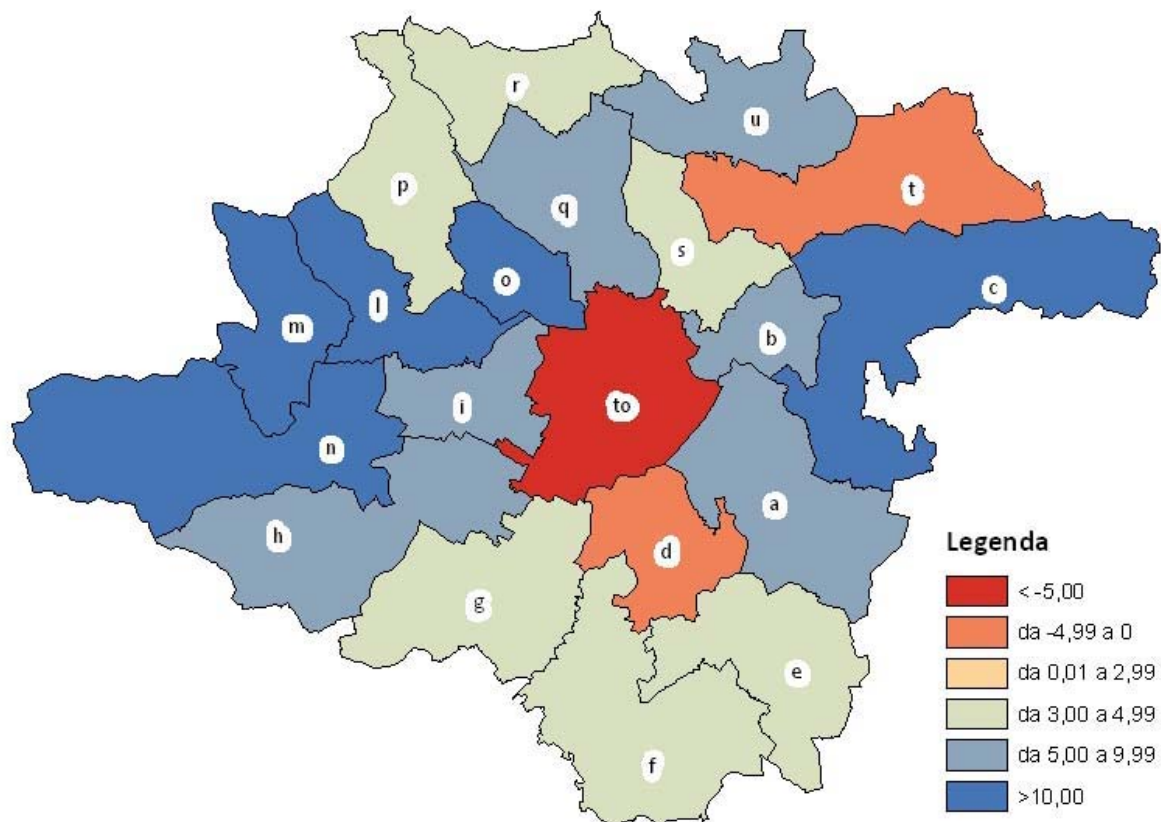 r
u
p
q
t
s
o
c
l
m
b
to
i
n
a
h
d
g
e
f
Legenda
< -5,00
da -4,99 a 0
da 0,01 a 2,99
da 3,00 a 4,99
da 5,00 a 9,99
>10,00